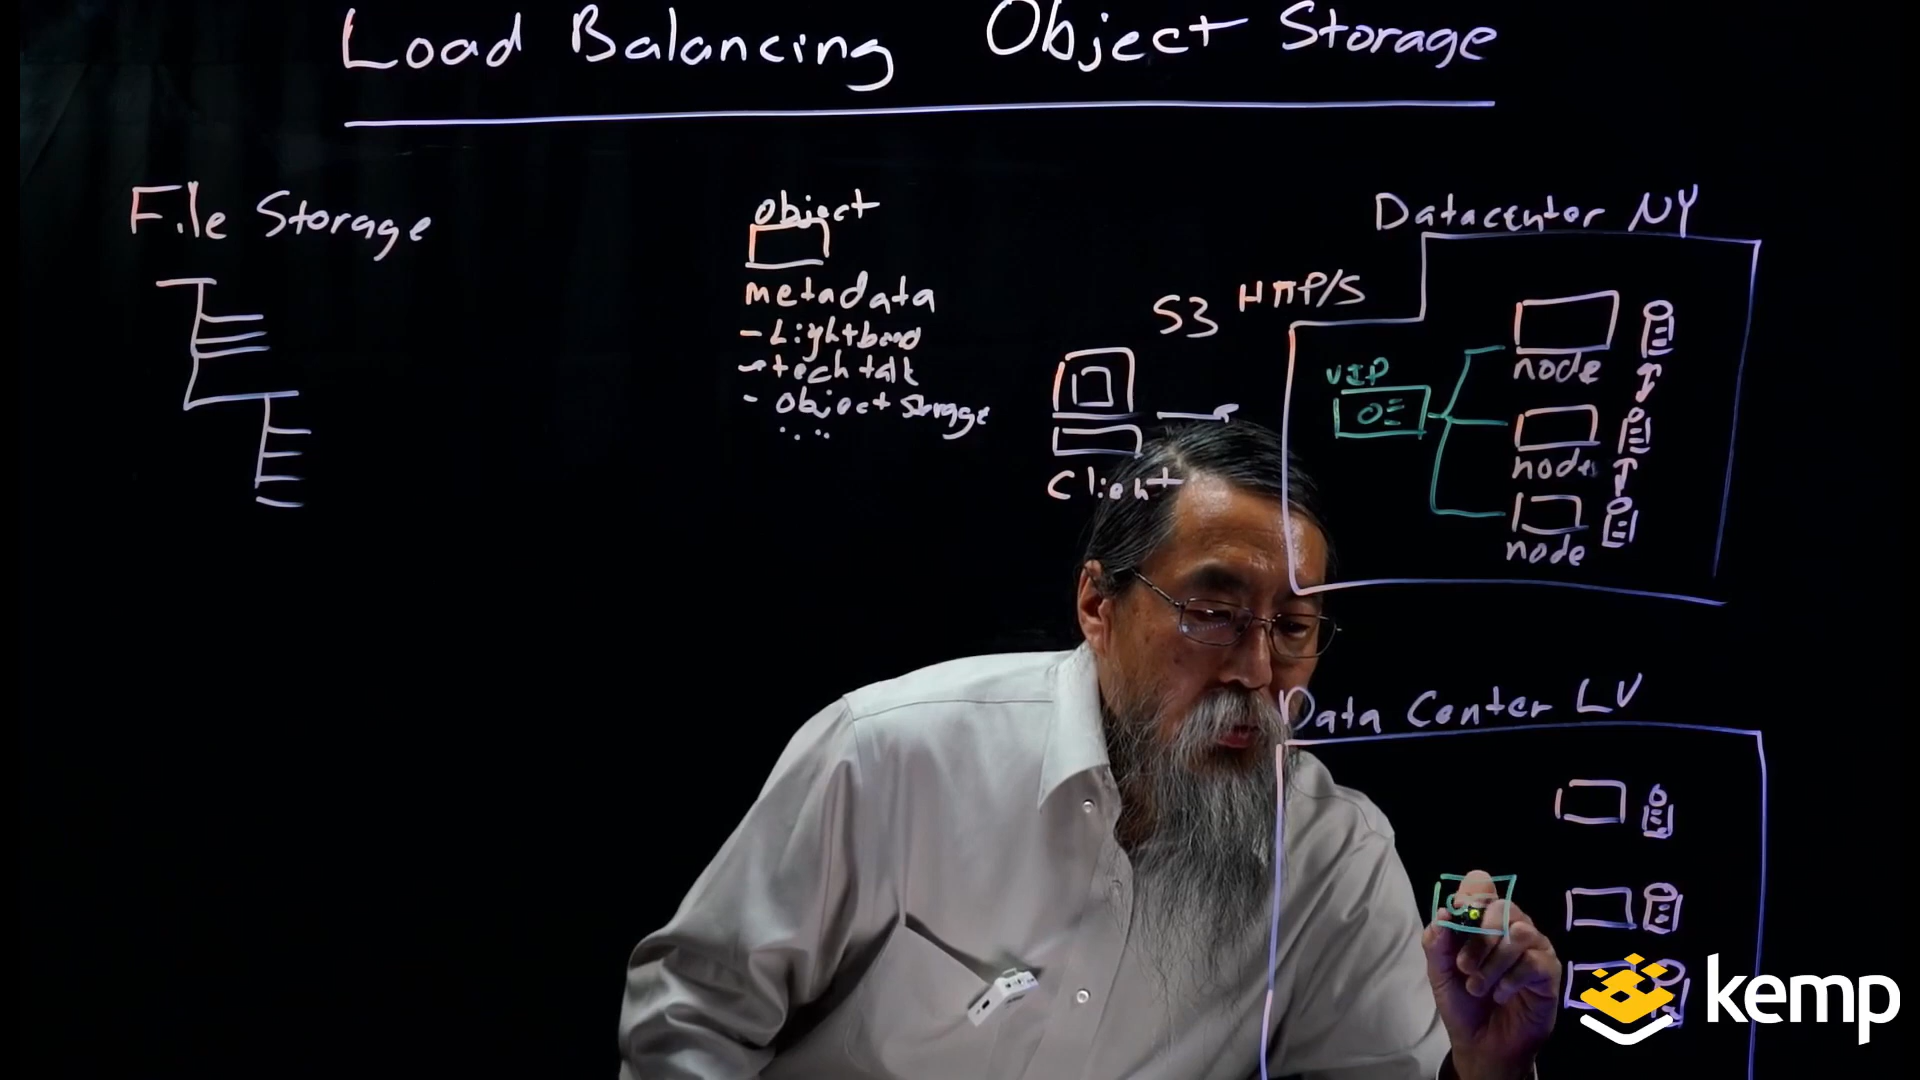 Load Balancing Object Storage
File Storage
object
metadata
- Lightboard
- tech talk
- object storage
S3 HTTP/S
Client
Datacenter NY
VIP
node
node
node
Data Center LV
kemp